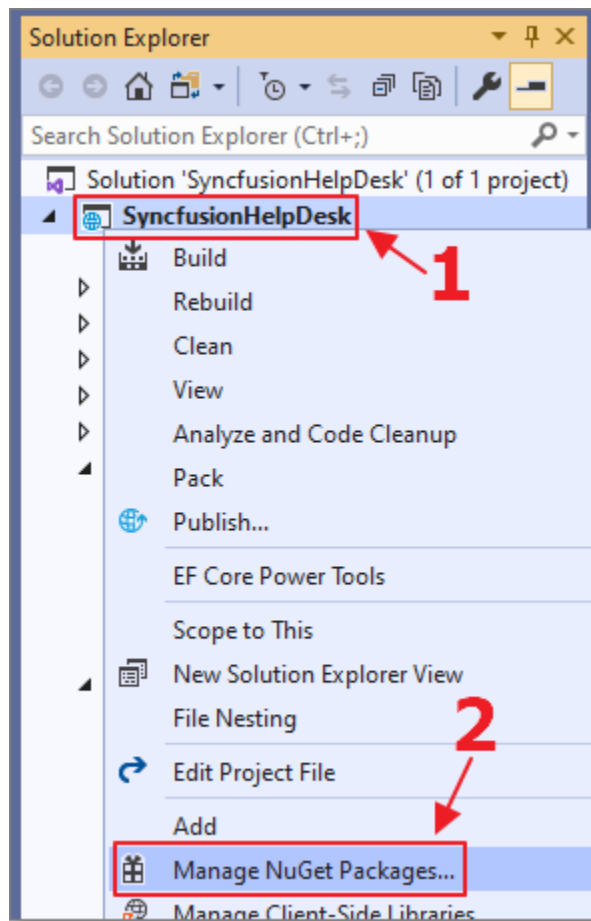 Solution Explorer
Search Solution Explorer (Ctrl+;)
Solution 'SyncfusionHelpDesk' (1 of 1 project)
SyncfusionHelpDesk
1
Build
Rebuild
Clean
View
Analyze and Code Cleanup
Pack
Publish...
EF Core Power Tools
Scope to This
New Solution Explorer View
File Nesting
2
Edit Project File
Add
Manage NuGet Packages...
Manage Client-Side Libraries